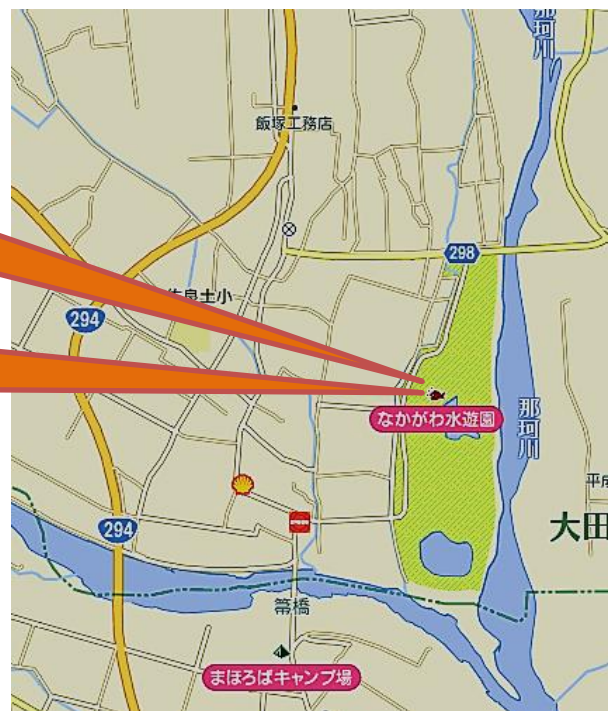 那珂川
飯塚工務店
298
佐良土小
294
なかがわ水遊園
那珂川
平成
大田
294
箒橋
まほろばキャンプ場